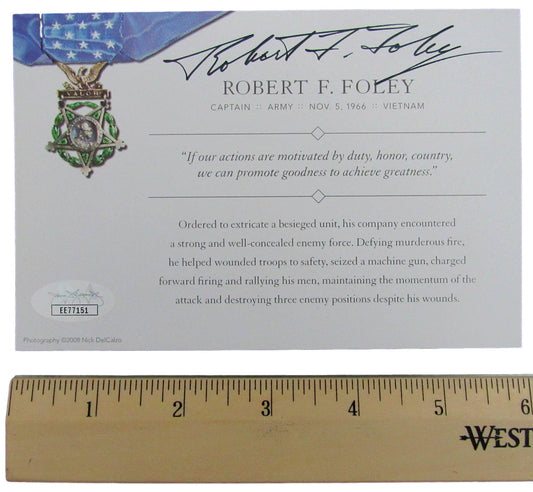 Robert F. Foley
VALOR
ROBERT F. FOLEY
CAPTAIN :: ARMY :: NOV. 5, 1966 :: VIETNAM
“If our actions are motivated by duty, honor, country,
we can promote goodness to achieve greatness.”
Ordered to extricate a besieged unit, his company encountered
a strong and well-concealed enemy force. Defying murderous fire,
he helped wounded troops to safety, seized a machine gun, charged
forward firing and rallying his men, maintaining the momentum of the
attack and destroying three enemy positions despite his wounds.
EE77151
Photography ©2008 Nick DelCalzo
1 2 3 4 5 6
WEST